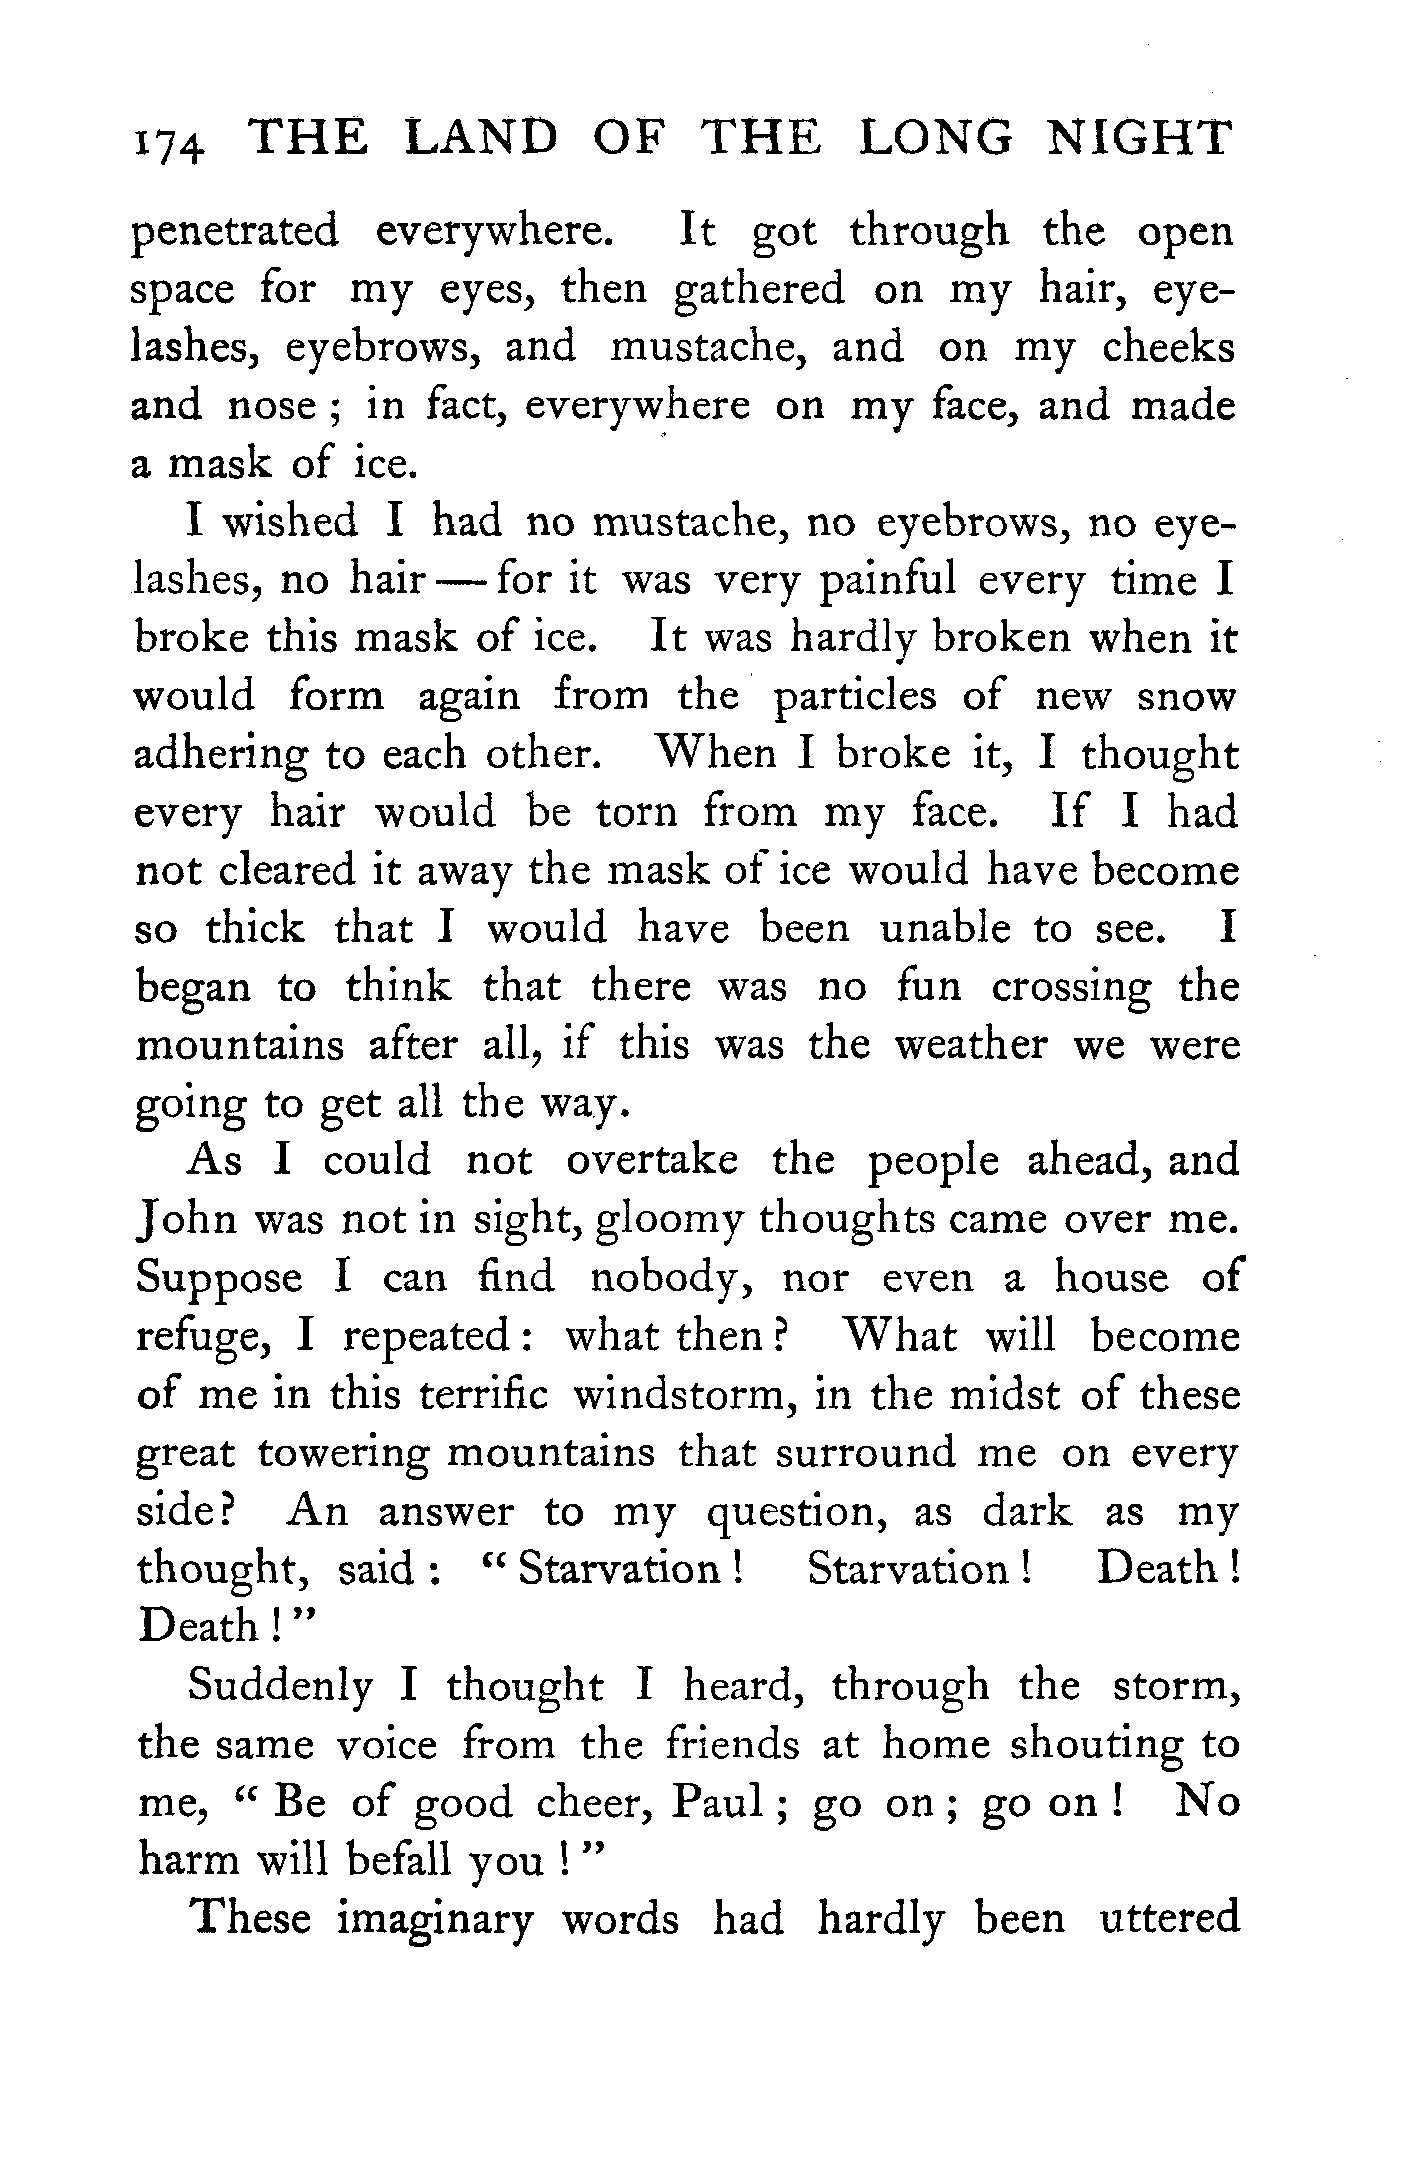 174 THE LAND OF THE LONG NIGHT
penetrated everywhere. It got through the open
space for my eyes, then gathered on my hair, eye-
lashes, eyebrows, and mustache, and on my cheeks
and nose ; in fact, everywhere on my face, and made
a mask of ice.
I wished I had no mustache, no eyebrows, no eye-
lashes, no hair — for it was very painful every time I
broke this mask of ice. It was hardly broken when it
would form again from the particles of new snow
adhering to each other. When I broke it, I thought
every hair would be torn from my face. If I had
not cleared it away the mask of ice would have become
so thick that I would have been unable to see. I
began to think that there was no fun crossing the
mountains after all, if this was the weather we were
going to get all the way.
As I could not overtake the people ahead, and
John was not in sight, gloomy thoughts came over me.
Suppose I can find nobody, nor even a house of
refuge, I repeated : what then ? What will become
of me in this terrific windstorm, in the midst of these
great towering mountains that surround me on every
side? An answer to my question, as dark as my
thought, said : “ Starvation ! Starvation ! Death !
Death ! ”
Suddenly I thought I heard, through the storm,
the same voice from the friends at home shouting to
me, “ Be of good cheer, Paul ; go on ; go on ! No
harm will befall you ! ”
These imaginary words had hardly been uttered